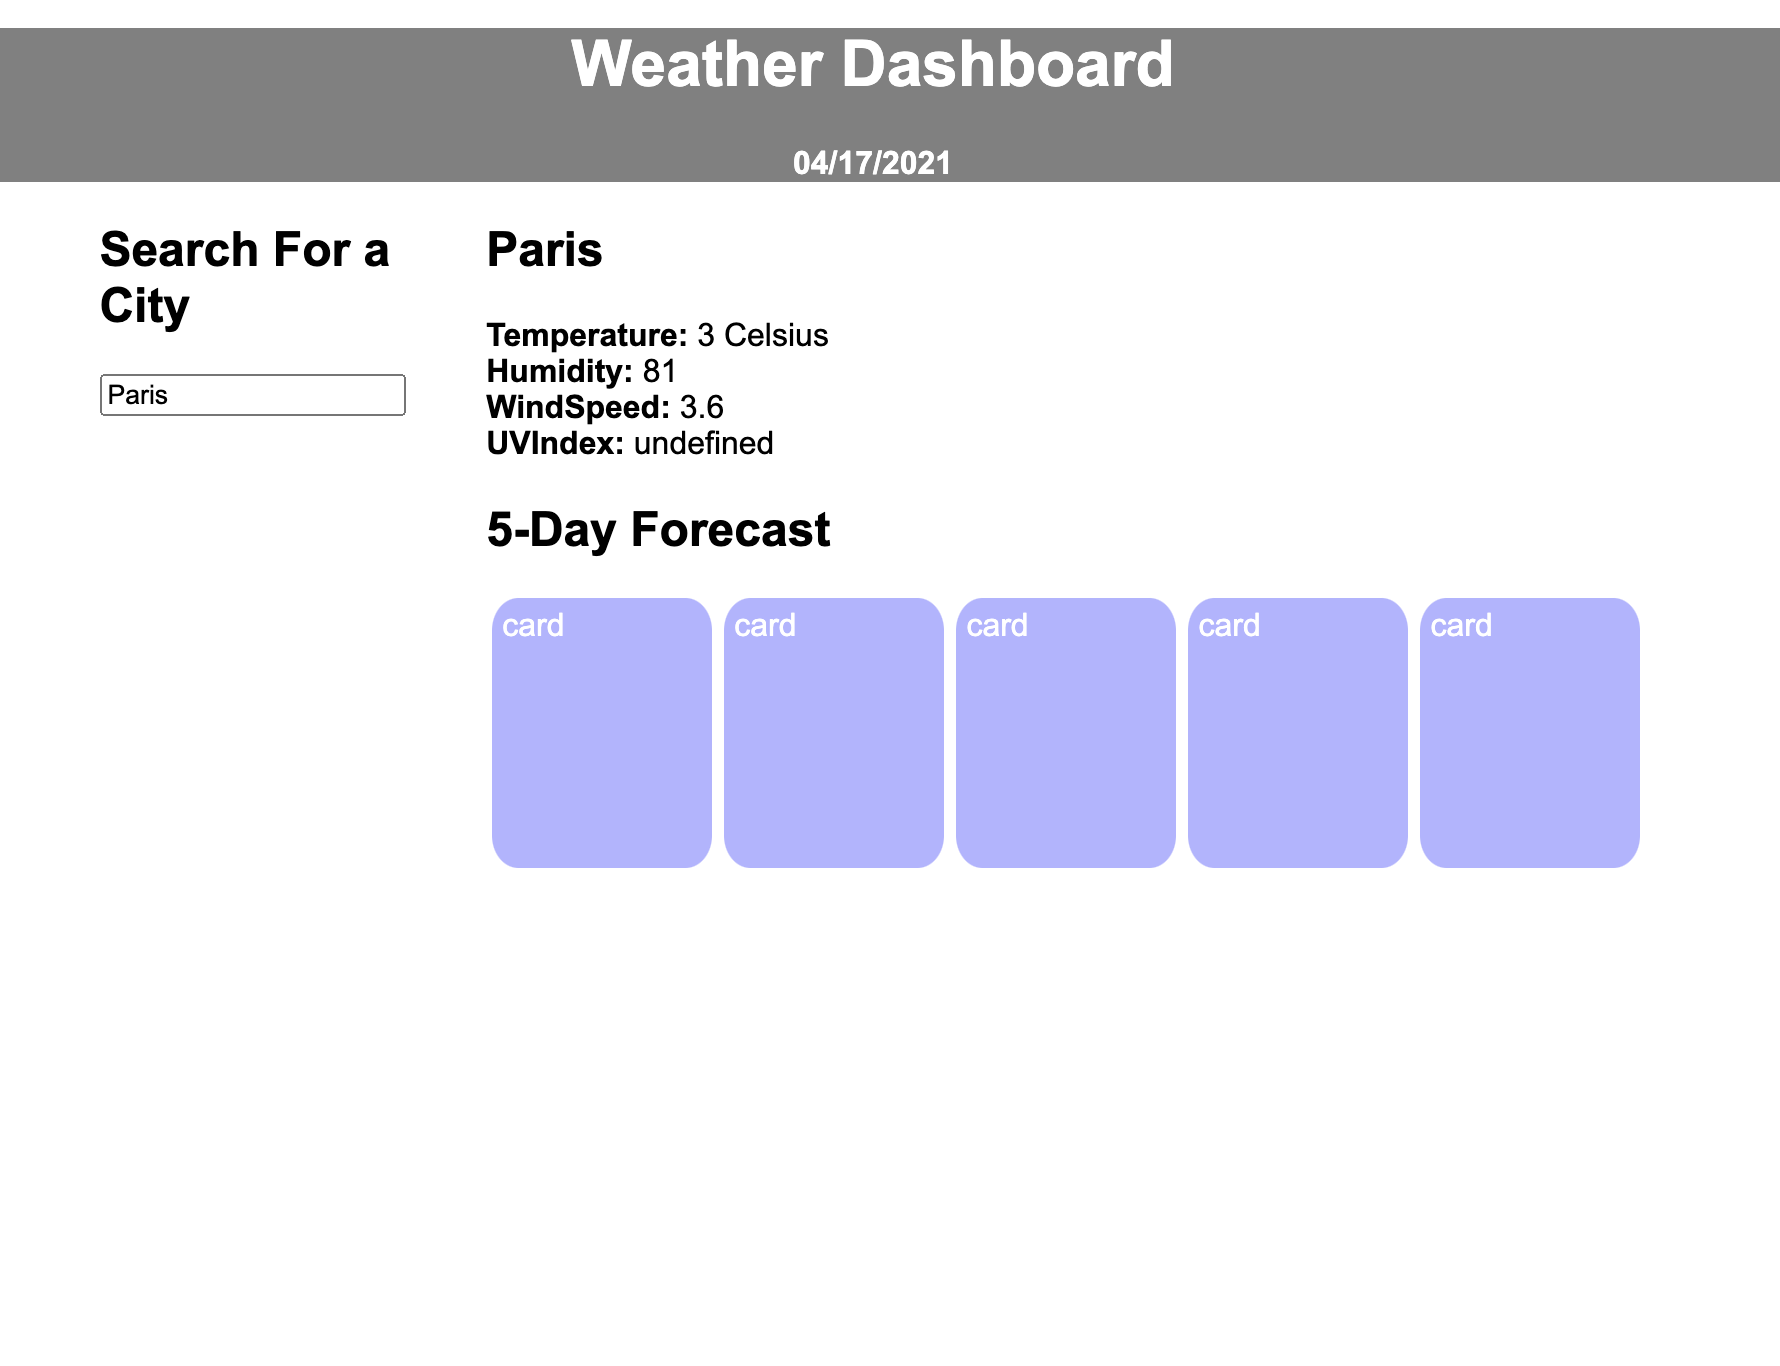 Weather Dashboard
04/17/2021
Search For a
City
Paris
Paris
Temperature: 3 Celsius
Humidity: 81
WindSpeed: 3.6
UVIndex: undefined
5-Day Forecast
card
card
card
card
card